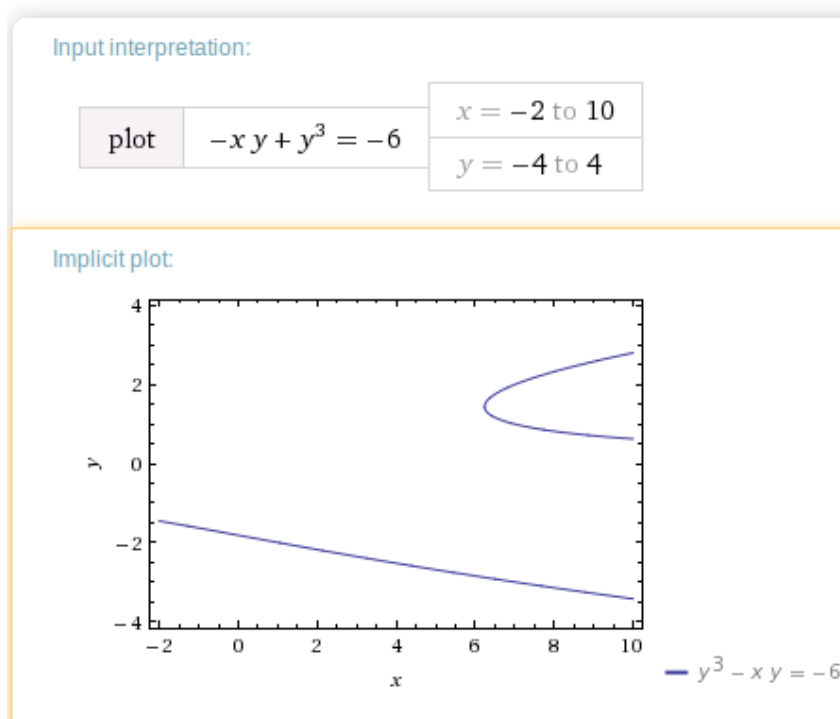 Input interpretation:
plot
−x y + y³ = −6
x = −2 to 10
y = −4 to 4
Implicit plot:
4
2
0
−2
−4
y
−2 0 2 4 6 8 10
x
y³ − x y = −6